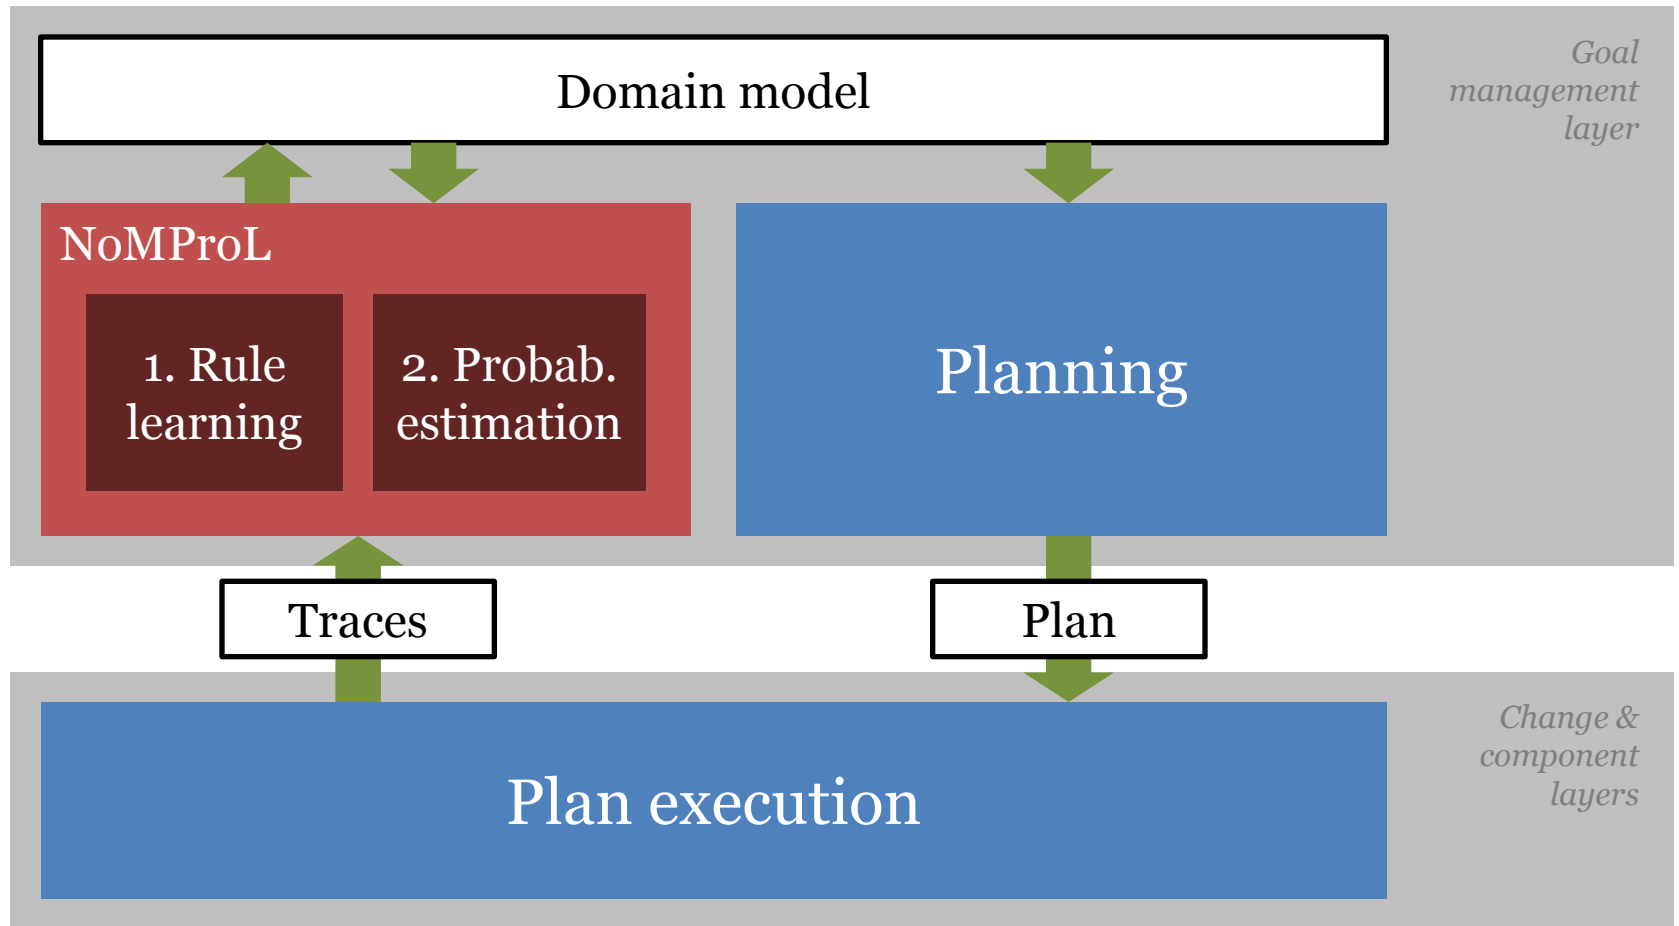 Domain model
Goal
management
layer
NoMProL
1. Rule
learning
2. Probab.
estimation
Planning
Traces
Plan
Plan execution
Change &
component
layers